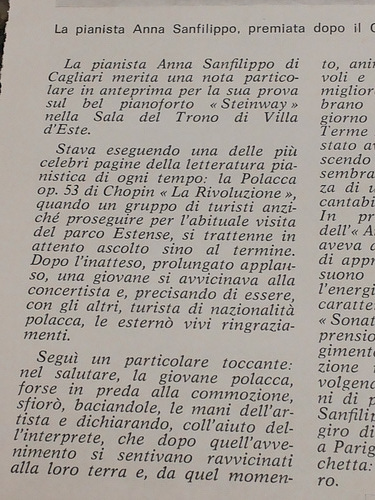 La pianista Anna Sanfilippo, premiata dopo il
La pianista Anna Sanfilippo di
Cagliari merita una nota partico-
lare in anteprima per la sua prova
sul bel pianoforte « Steinway »
nella Sala del Trono di Villa
d'Este.
Stava eseguendo una delle più
celebri pagine della letteratura pia-
nistica di ogni tempo: la Polacca
op. 53 di Chopin « La Rivoluzione »,
quando un gruppo di turisti anzi-
ché proseguire per l'abituale visita
del parco Estense, si trattenne in
attento ascolto sino al termine.
Dopo l'inatteso, prolungato applau-
so, una giovane si avvicinava alla
concertista e, precisando di essere,
con gli altri, turista di nazionalità
polacca, le esternò vivi ringrazia-
menti.
Seguì un particolare toccante:
nel salutare, la giovane polacca,
forse in preda alla commozione,
sfiorò, baciandole, le mani dell'ar-
tista e dichiarando, coll'aiuto del-
l'interprete, che dopo quell'avve-
nimento si sentivano ravvicinati
alla loro terra e, da quel momen-
to, ani
voli e
miglior
brano
giorno
Terme
stato av
scendo
sembra
za di u
cantabi
In pr
dell'« A
aveva c
di appr
suono
l'energi
caratte
« Sonat
prensio
gimento
zione
volgend
ni di p
Sanfili
giro di
a Parig
chetta:
ro.